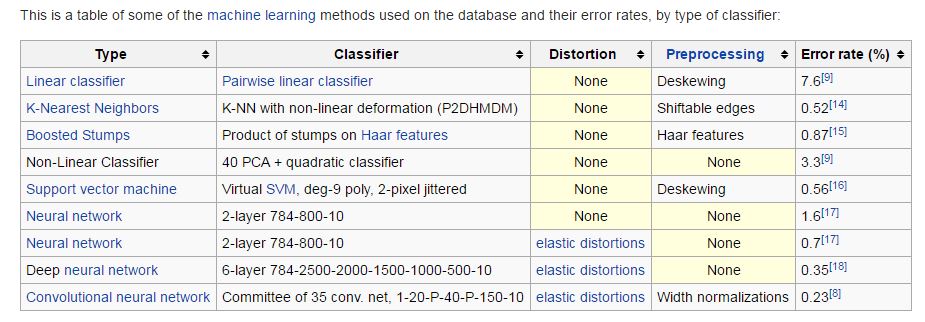 This is a table of some of the machine learning methods used on the database and their error rates, by type of classifier:
Type Classifier Distortion Preprocessing Error rate (%)
Linear classifier Pairwise linear classifier None Deskewing 7.6[9]
K-Nearest Neighbors K-NN with non-linear deformation (P2DHMDM) None Shiftable edges 0.52[14]
Boosted Stumps Product of stumps on Haar features None Haar features 0.87[15]
Non-Linear Classifier 40 PCA + quadratic classifier None None 3.3[9]
Support vector machine Virtual SVM, deg-9 poly, 2-pixel jittered None Deskewing 0.56[16]
Neural network 2-layer 784-800-10 None None 1.6[17]
Neural network 2-layer 784-800-10 elastic distortions None 0.7[17]
Deep neural network 6-layer 784-2500-2000-1500-1000-500-10 elastic distortions None 0.35[18]
Convolutional neural network Committee of 35 conv. net, 1-20-P-40-P-150-10 elastic distortions Width normalizations 0.23[8]